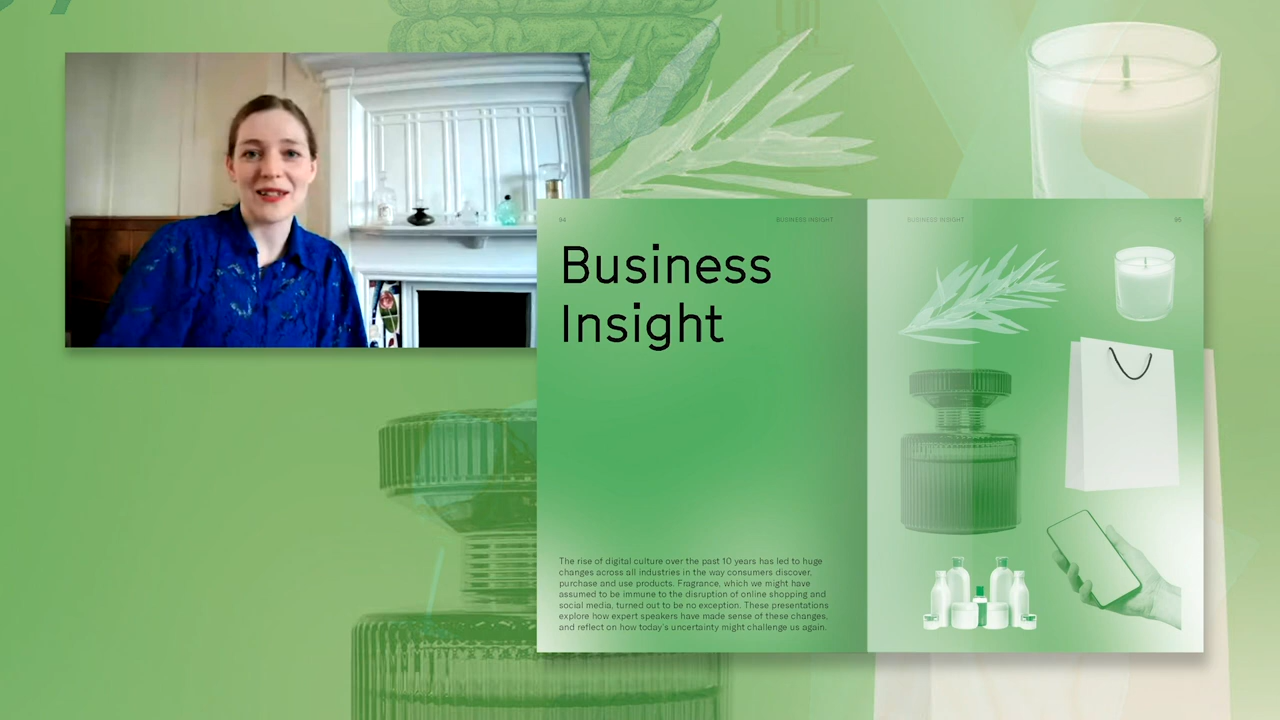 94
BUSINESS INSIGHT
BUSINESS INSIGHT
95
Business
Insight
The rise of digital culture over the past 10 years has led to huge
changes across all industries in the way consumers discover,
purchase and use products. Fragrance, which we might have
assumed to be immune to the disruption of online shopping and
social media, turned out to be no exception. These presentations
explore how expert speakers have made sense of these changes,
and reflect on how today's uncertainty might challenge us again.